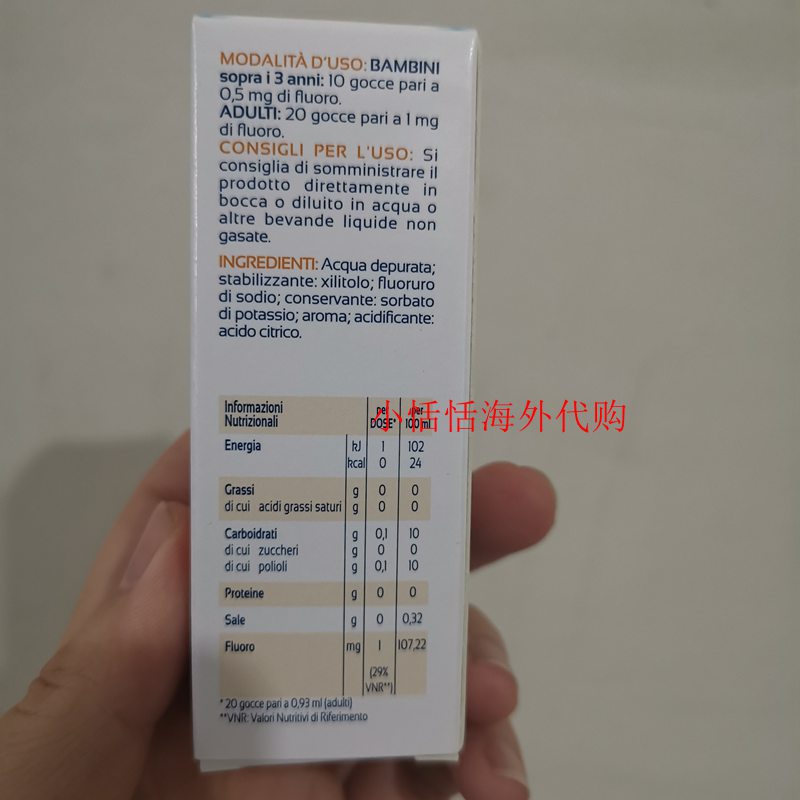 MODALITÀ D'USO: BAMBINI
sopra i 3 anni: 10 gocce pari a
0,5 mg di fluoro.
ADULTI: 20 gocce pari a 1 mg
di fluoro.
CONSIGLI PER L'USO: Si
consiglia di somministrare il
prodotto direttamente in
bocca o diluito in acqua o
altre bevande liquide non
gasate.
INGREDIENTI: Acqua depurata;
stabilizzante: xilitolo; fluoruro
di sodio; conservante: sorbato
di potassio; aroma; acidificante:
acido citrico.
Informazioni per per
Nutrizionali DOSE* 100 ml
小恬恬海外代购
Energia kJ 1 102
kcal 0 24
Grassi g 0 0
di cui acidi grassi saturi g 0 0
Carboidrati g 0,1 10
di cui zuccheri g 0 0
di cui polioli g 0,1 10
Proteine g 0 0
Sale g 0 0,32
Fluoro mg 1 107,22
(29%
VNR**)
* 20 gocce pari a 0,93 ml (adulti)
**VNR: Valori Nutritivi di Riferimento